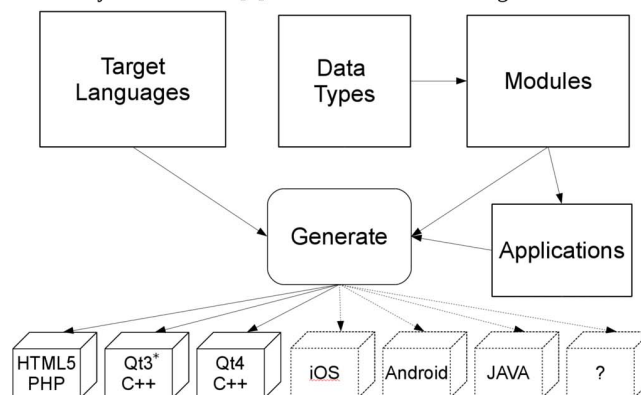 Target
Languages
Data
Types
Modules
Generate
Applications
HTML5
PHP
Qt3*
C++
Qt4
C++
iOS
Android
JAVA
?